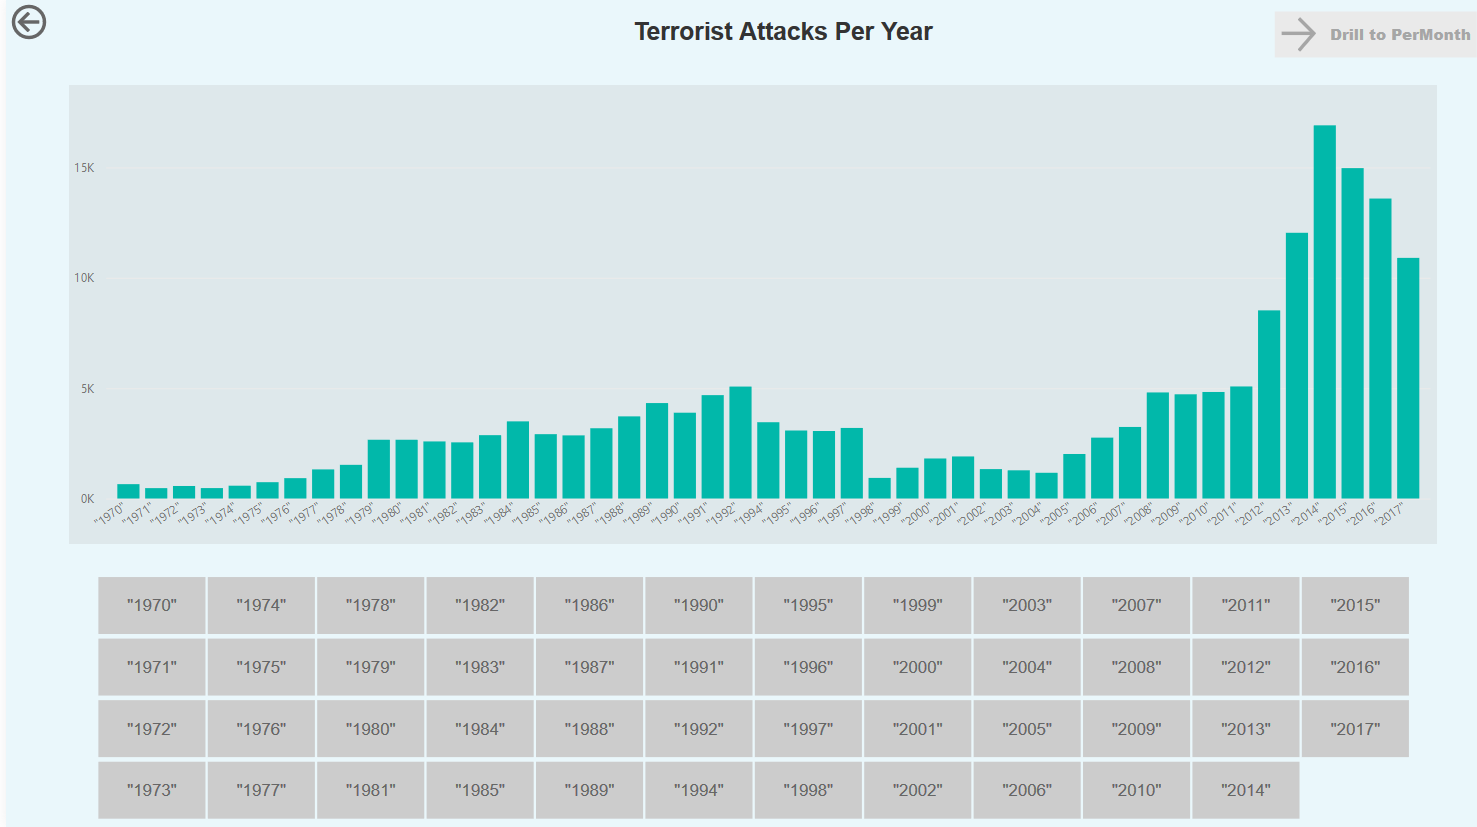 Terrorist Attacks Per Year
Drill to PerMonth
15K
10K
5K
0K
"1970" "1971" "1972" "1973" "1974" "1975" "1976" "1977" "1978" "1979" "1980" "1981" "1982" "1983" "1984" "1985" "1986" "1987" "1988" "1989" "1990" "1991" "1992" "1994" "1995" "1996" "1997" "1998" "1999" "2000" "2001" "2002" "2003" "2004" "2005" "2006" "2007" "2008" "2009" "2010" "2011" "2012" "2013" "2014" "2015" "2016" "2017"
"1970" "1974" "1978" "1982" "1986" "1990" "1995" "1999" "2003" "2007" "2011" "2015"
"1971" "1975" "1979" "1983" "1987" "1991" "1996" "2000" "2004" "2008" "2012" "2016"
"1972" "1976" "1980" "1984" "1988" "1992" "1997" "2001" "2005" "2009" "2013" "2017"
"1973" "1977" "1981" "1985" "1989" "1994" "1998" "2002" "2006" "2010" "2014"